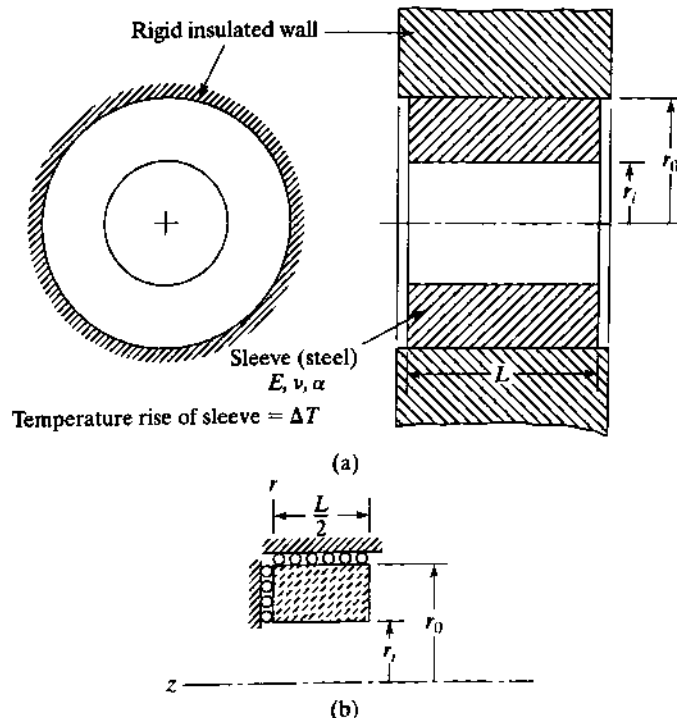 Rigid insulated wall
r₀
rᵢ
Sleeve (steel)
E, ν, α
L
Temperature rise of sleeve = ΔT
(a)
r
L/2
r₀
rᵢ
z
(b)